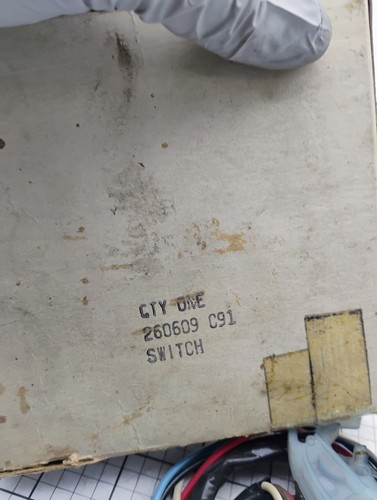 QTY ONE
260609 C91
SWITCH